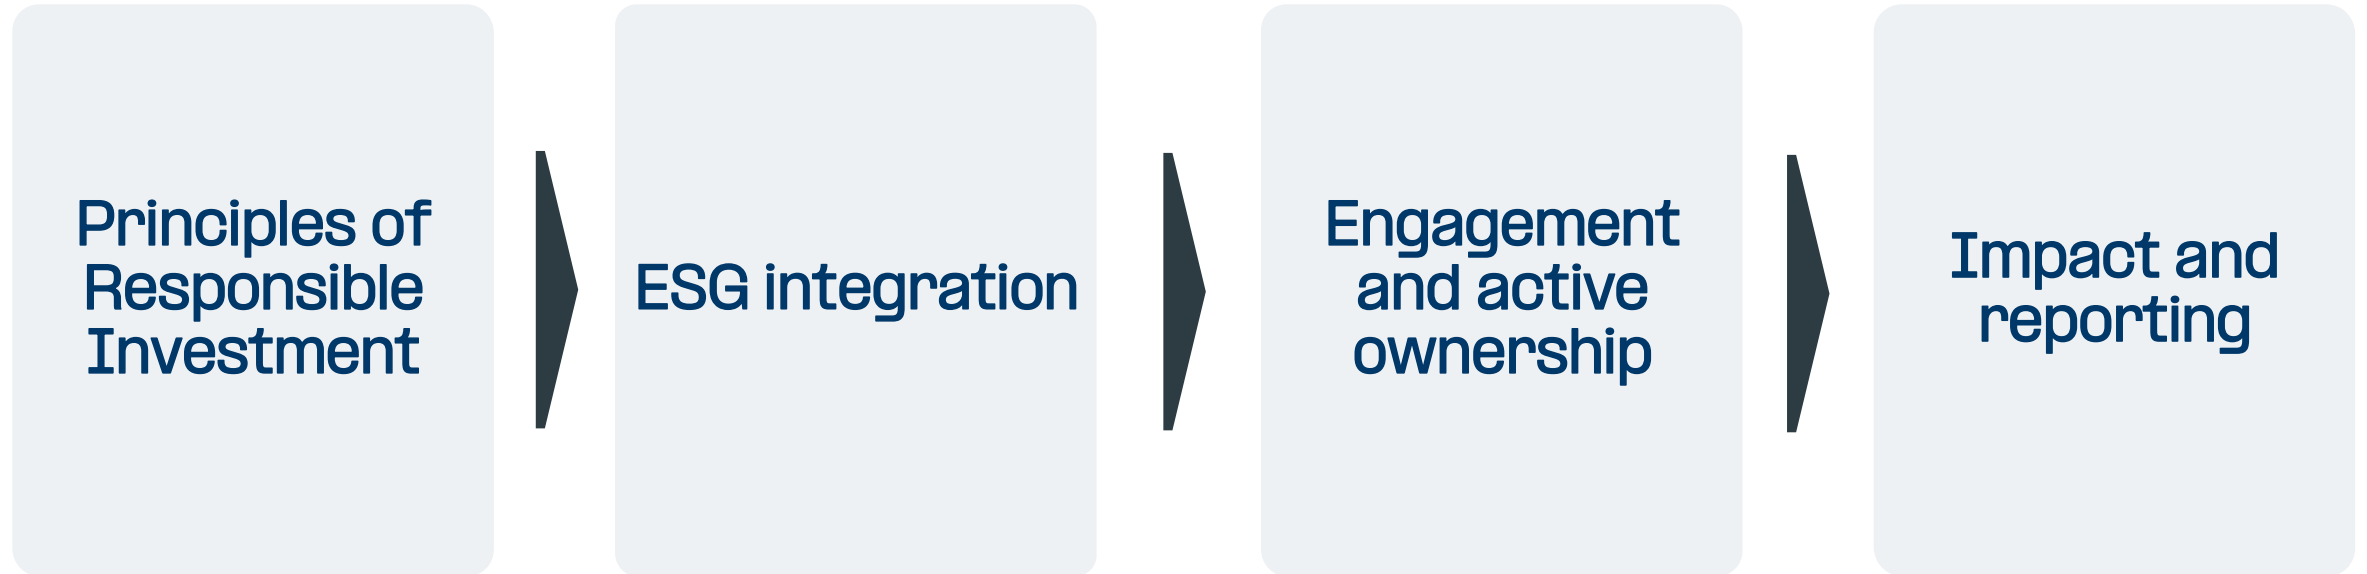 Principles of
Responsible
Investment
ESG integration
Engagement
and active
ownership
Impact and
reporting